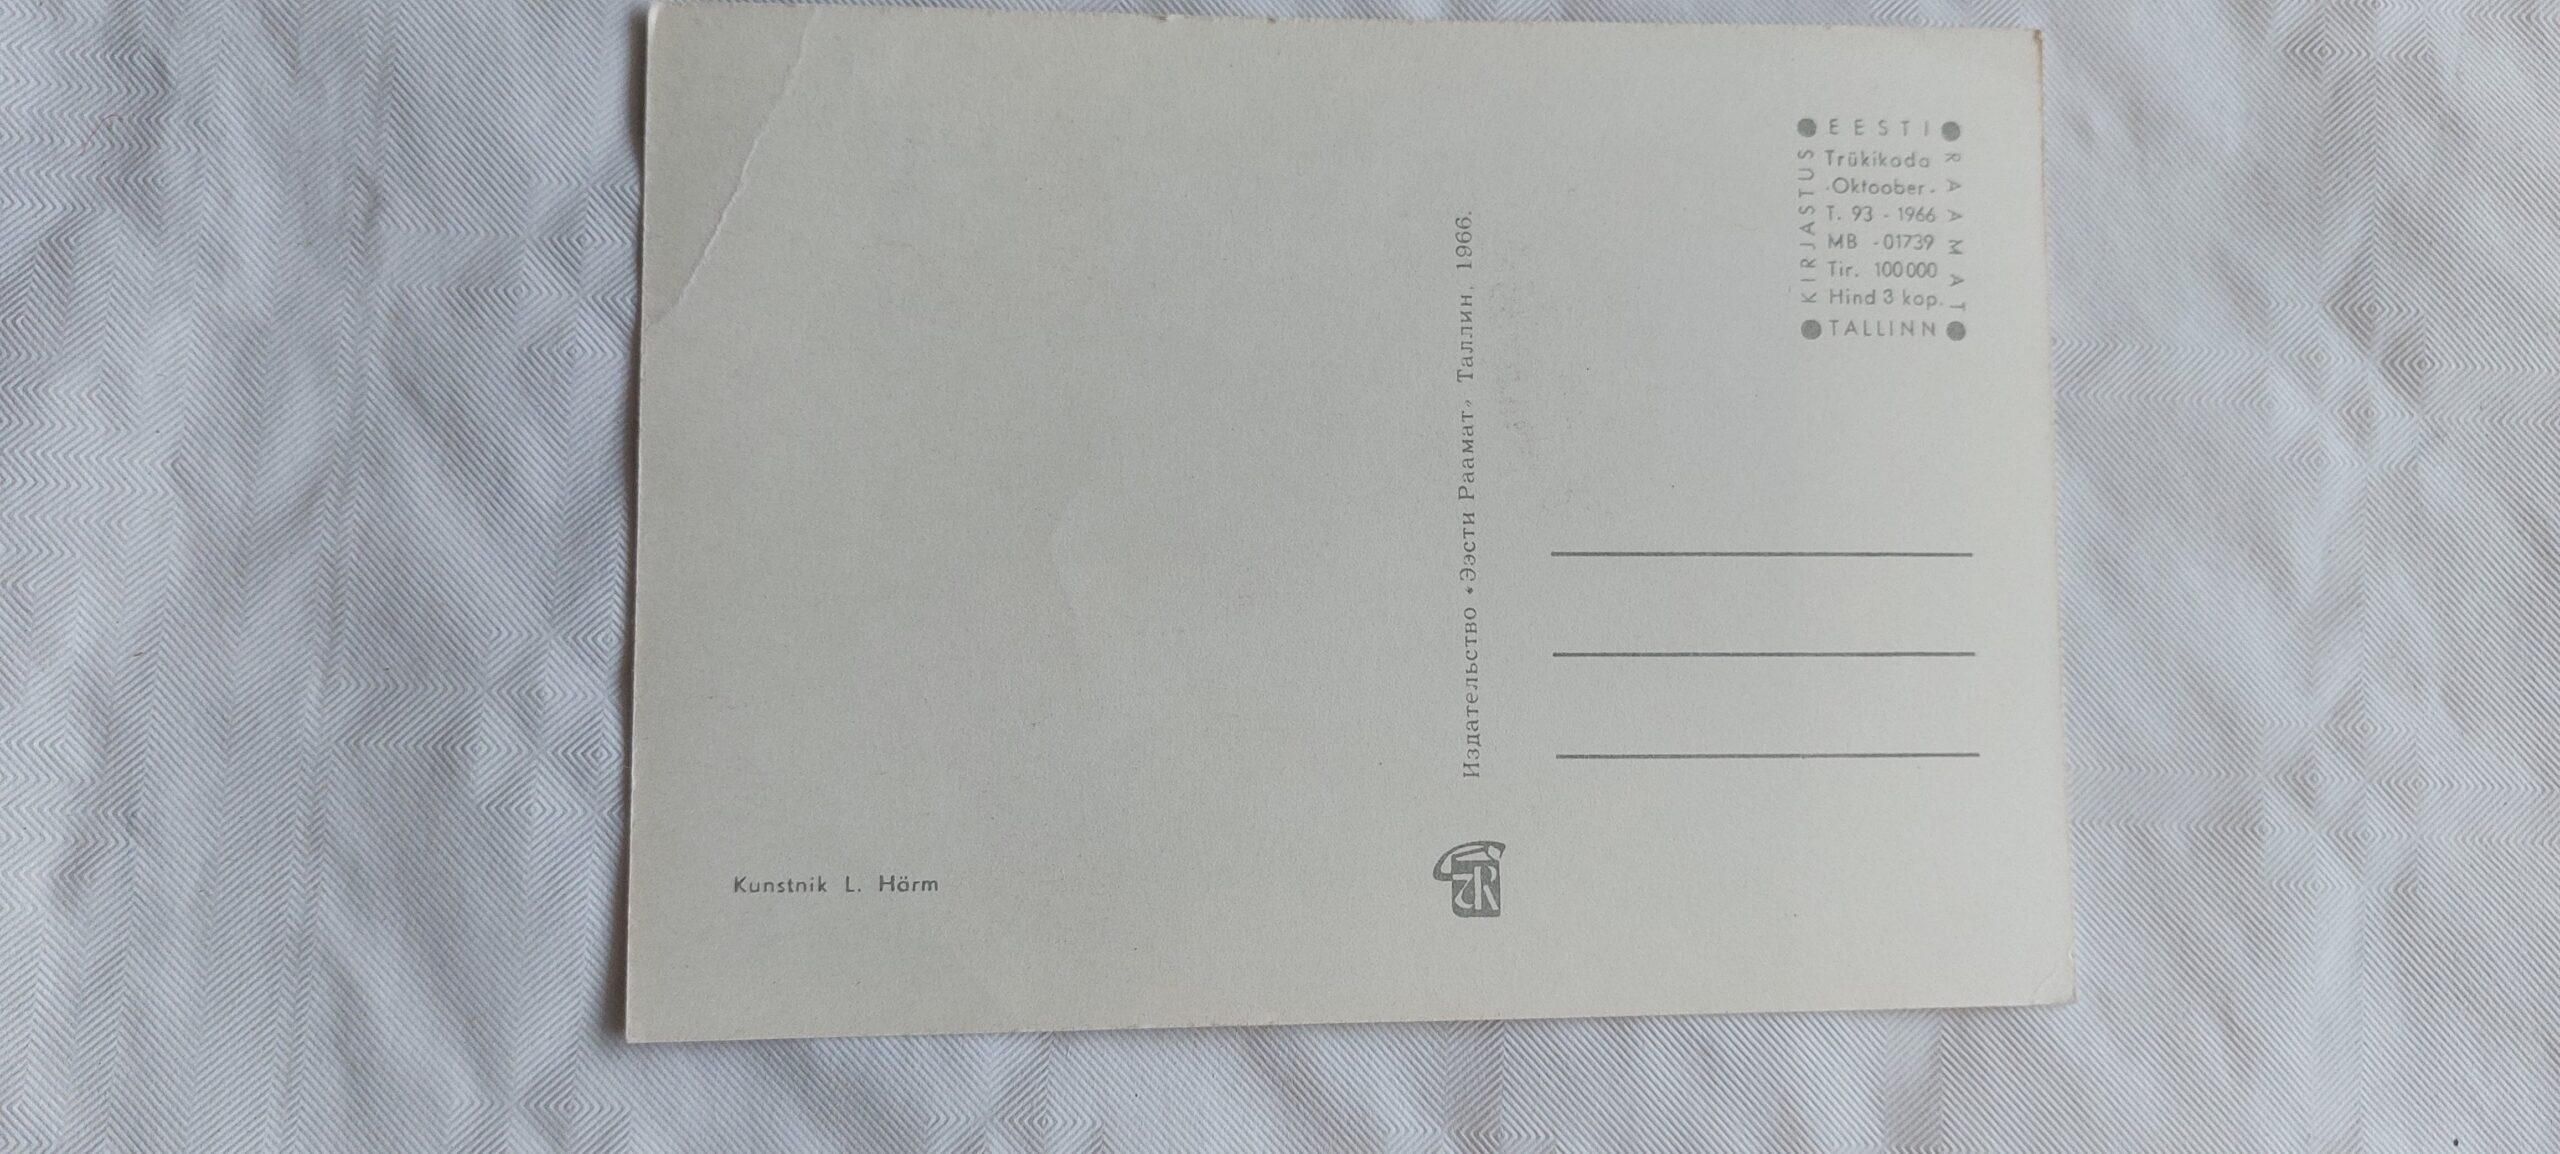 EESTI
RAAMAT
KIRJASTUS
Trükikoda
·Oktoober·
T. 93 - 1966
MB -01739
Tir. 100000
Hind 3 kop.
TALLINN
Издательство «Ээсти Раамат» Таллин, 1966.
Kunstnik L. Härm